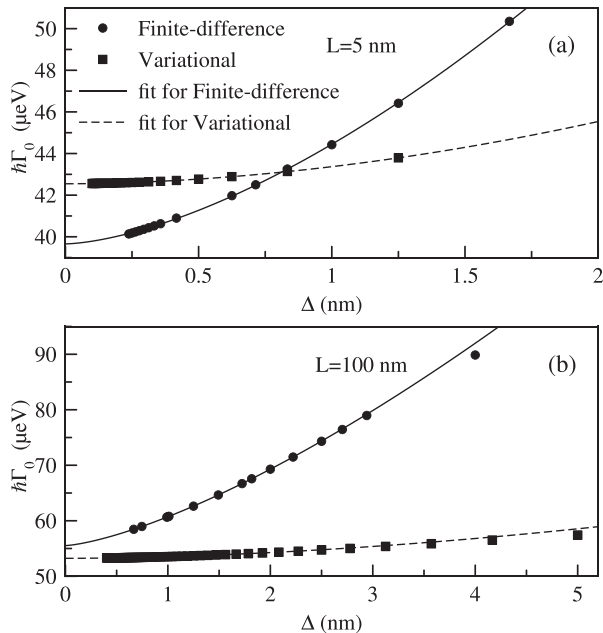 50
48
46
44
42
40
ħΓ₀ (μeV)
Finite-difference
Variational
fit for Finite-difference
fit for Variational
L=5 nm
(a)
0
0.5
1
1.5
2
Δ (nm)
90
80
70
60
50
ħΓ₀ (μeV)
L=100 nm
(b)
0
1
2
3
4
5
Δ (nm)